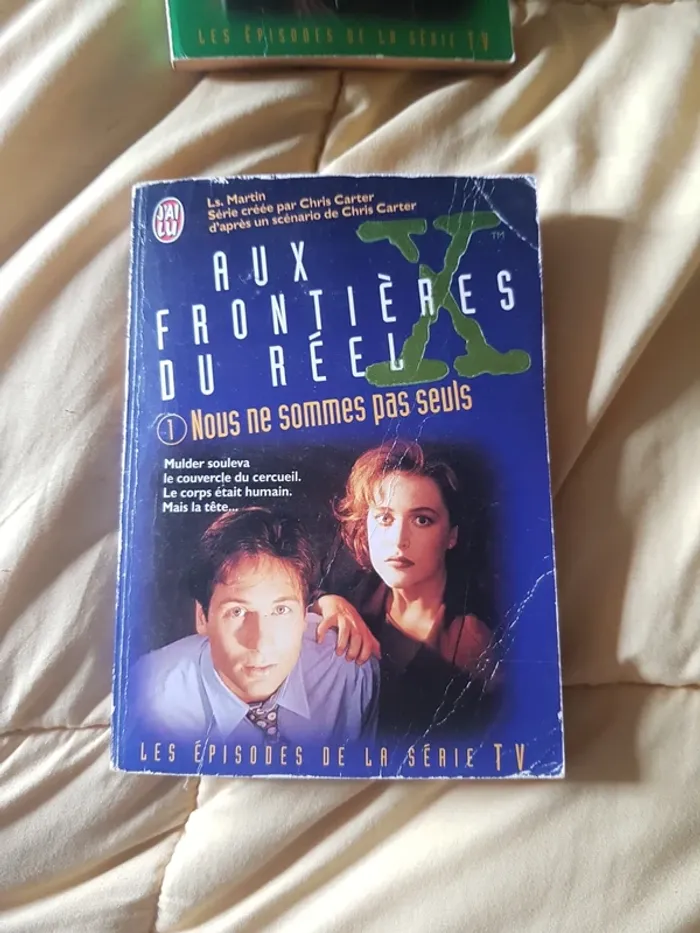 LES ÉPISODES DE LA SÉRIE TV
J'AI LU
Ls. Martin
Série créée par Chris Carter
d'après un scénario de Chris Carter
X™
AUX
FRONTIÈRES
DU RÉEL
1 Nous ne sommes pas seuls
Mulder souleva
le couvercle du cercueil.
Le corps était humain.
Mais la tête...
LES ÉPISODES DE LA SÉRIE TV